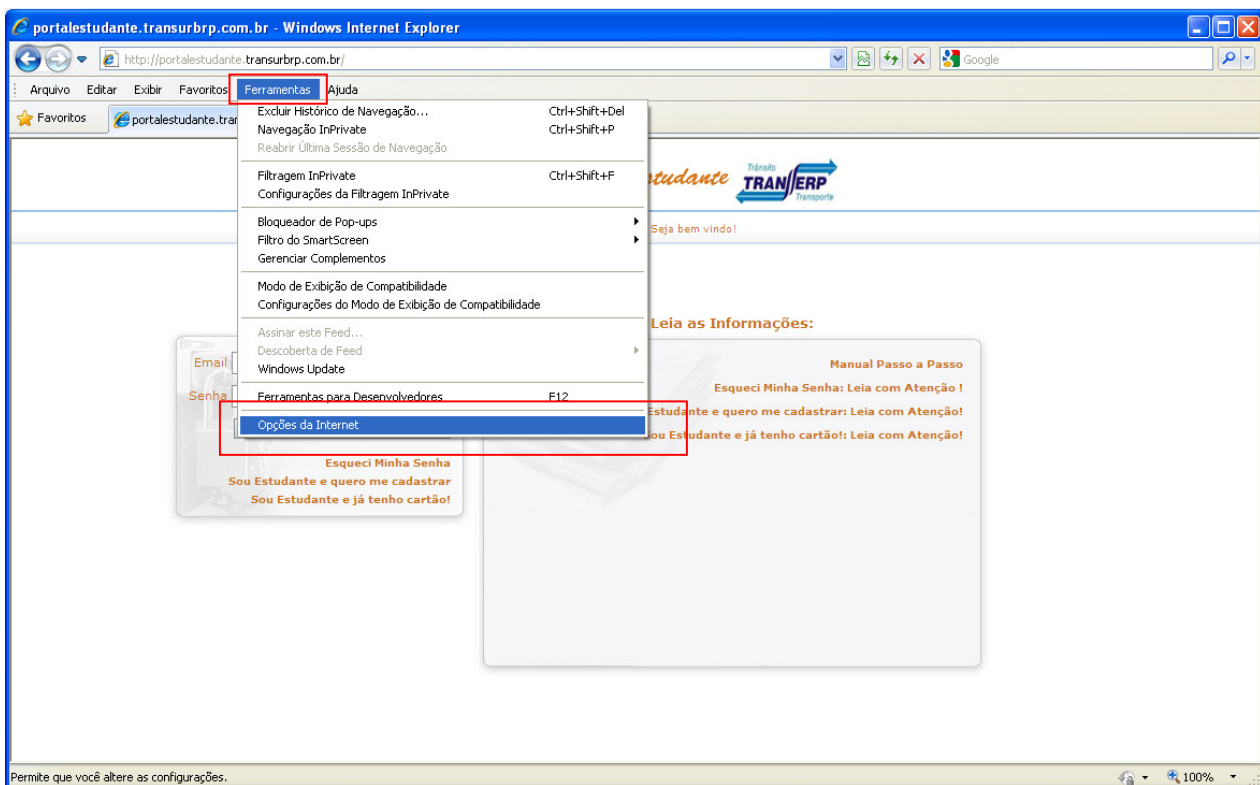 portalestudante.transurbrp.com.br - Windows Internet Explorer
http://portalestudante.transurbrp.com.br/
Google
Arquivo Editar Exibir Favoritos Ferramentas Ajuda
Favoritos
portalestudante.tran
Excluir Histórico de Navegação... Ctrl+Shift+Del
Navegação InPrivate Ctrl+Shift+P
Reabrir Última Sessão de Navegação
Filtragem InPrivate Ctrl+Shift+F
Configurações da Filtragem InPrivate
Bloqueador de Pop-ups
Filtro do SmartScreen
Gerenciar Complementos
Modo de Exibição de Compatibilidade
Configurações do Modo de Exibição de Compatibilidade
Assinar este Feed...
Descoberta de Feed
Windows Update
Ferramentas para Desenvolvedores F12
Opções da Internet
studante
Trânsito
TRANSERP
Transporte
Seja bem vindo!
Email
Senha
Esqueci Minha Senha
Sou Estudante e quero me cadastrar
Sou Estudante e já tenho cartão!
Leia as Informações:
Manual Passo a Passo
Esqueci Minha Senha: Leia com Atenção !
Estudante e quero me cadastrar: Leia com Atenção!
ou Estudante e já tenho cartão!: Leia com Atenção!
Permite que você altere as configurações.
100%